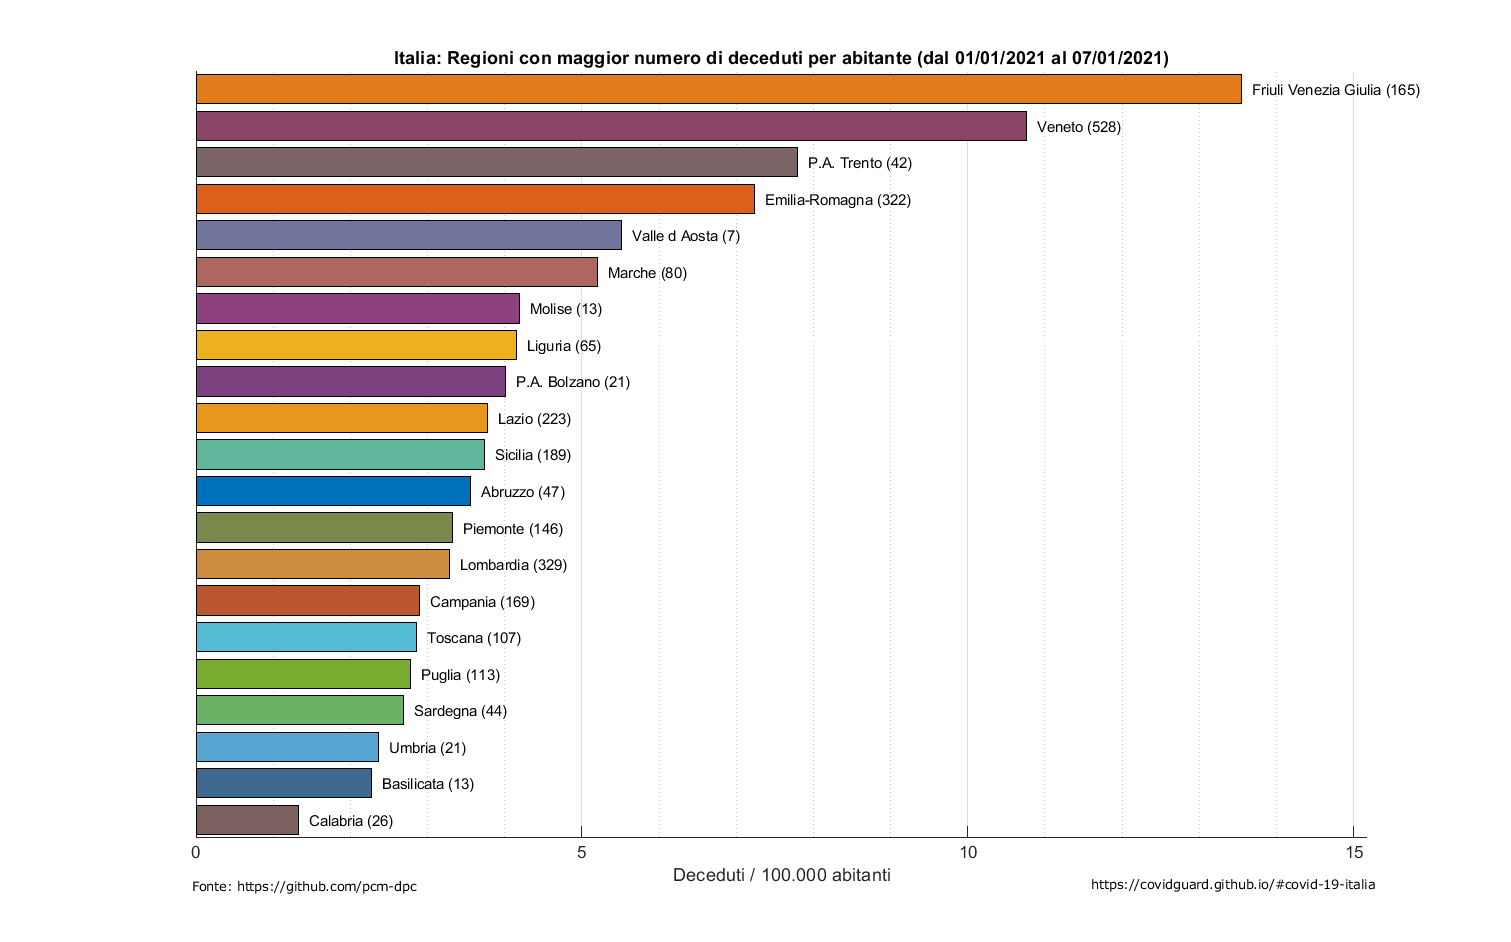 Italia: Regioni con maggior numero di deceduti per abitante (dal 01/01/2021 al 07/01/2021)
Friuli Venezia Giulia (165)
Veneto (528)
P.A. Trento (42)
Emilia-Romagna (322)
Valle d Aosta (7)
Marche (80)
Molise (13)
Liguria (65)
P.A. Bolzano (21)
Lazio (223)
Sicilia (189)
Abruzzo (47)
Piemonte (146)
Lombardia (329)
Campania (169)
Toscana (107)
Puglia (113)
Sardegna (44)
Umbria (21)
Basilicata (13)
Calabria (26)
0 5 10 15
Deceduti / 100.000 abitanti
Fonte: https://github.com/pcm-dpc
https://covidguard.github.io/#covid-19-italia